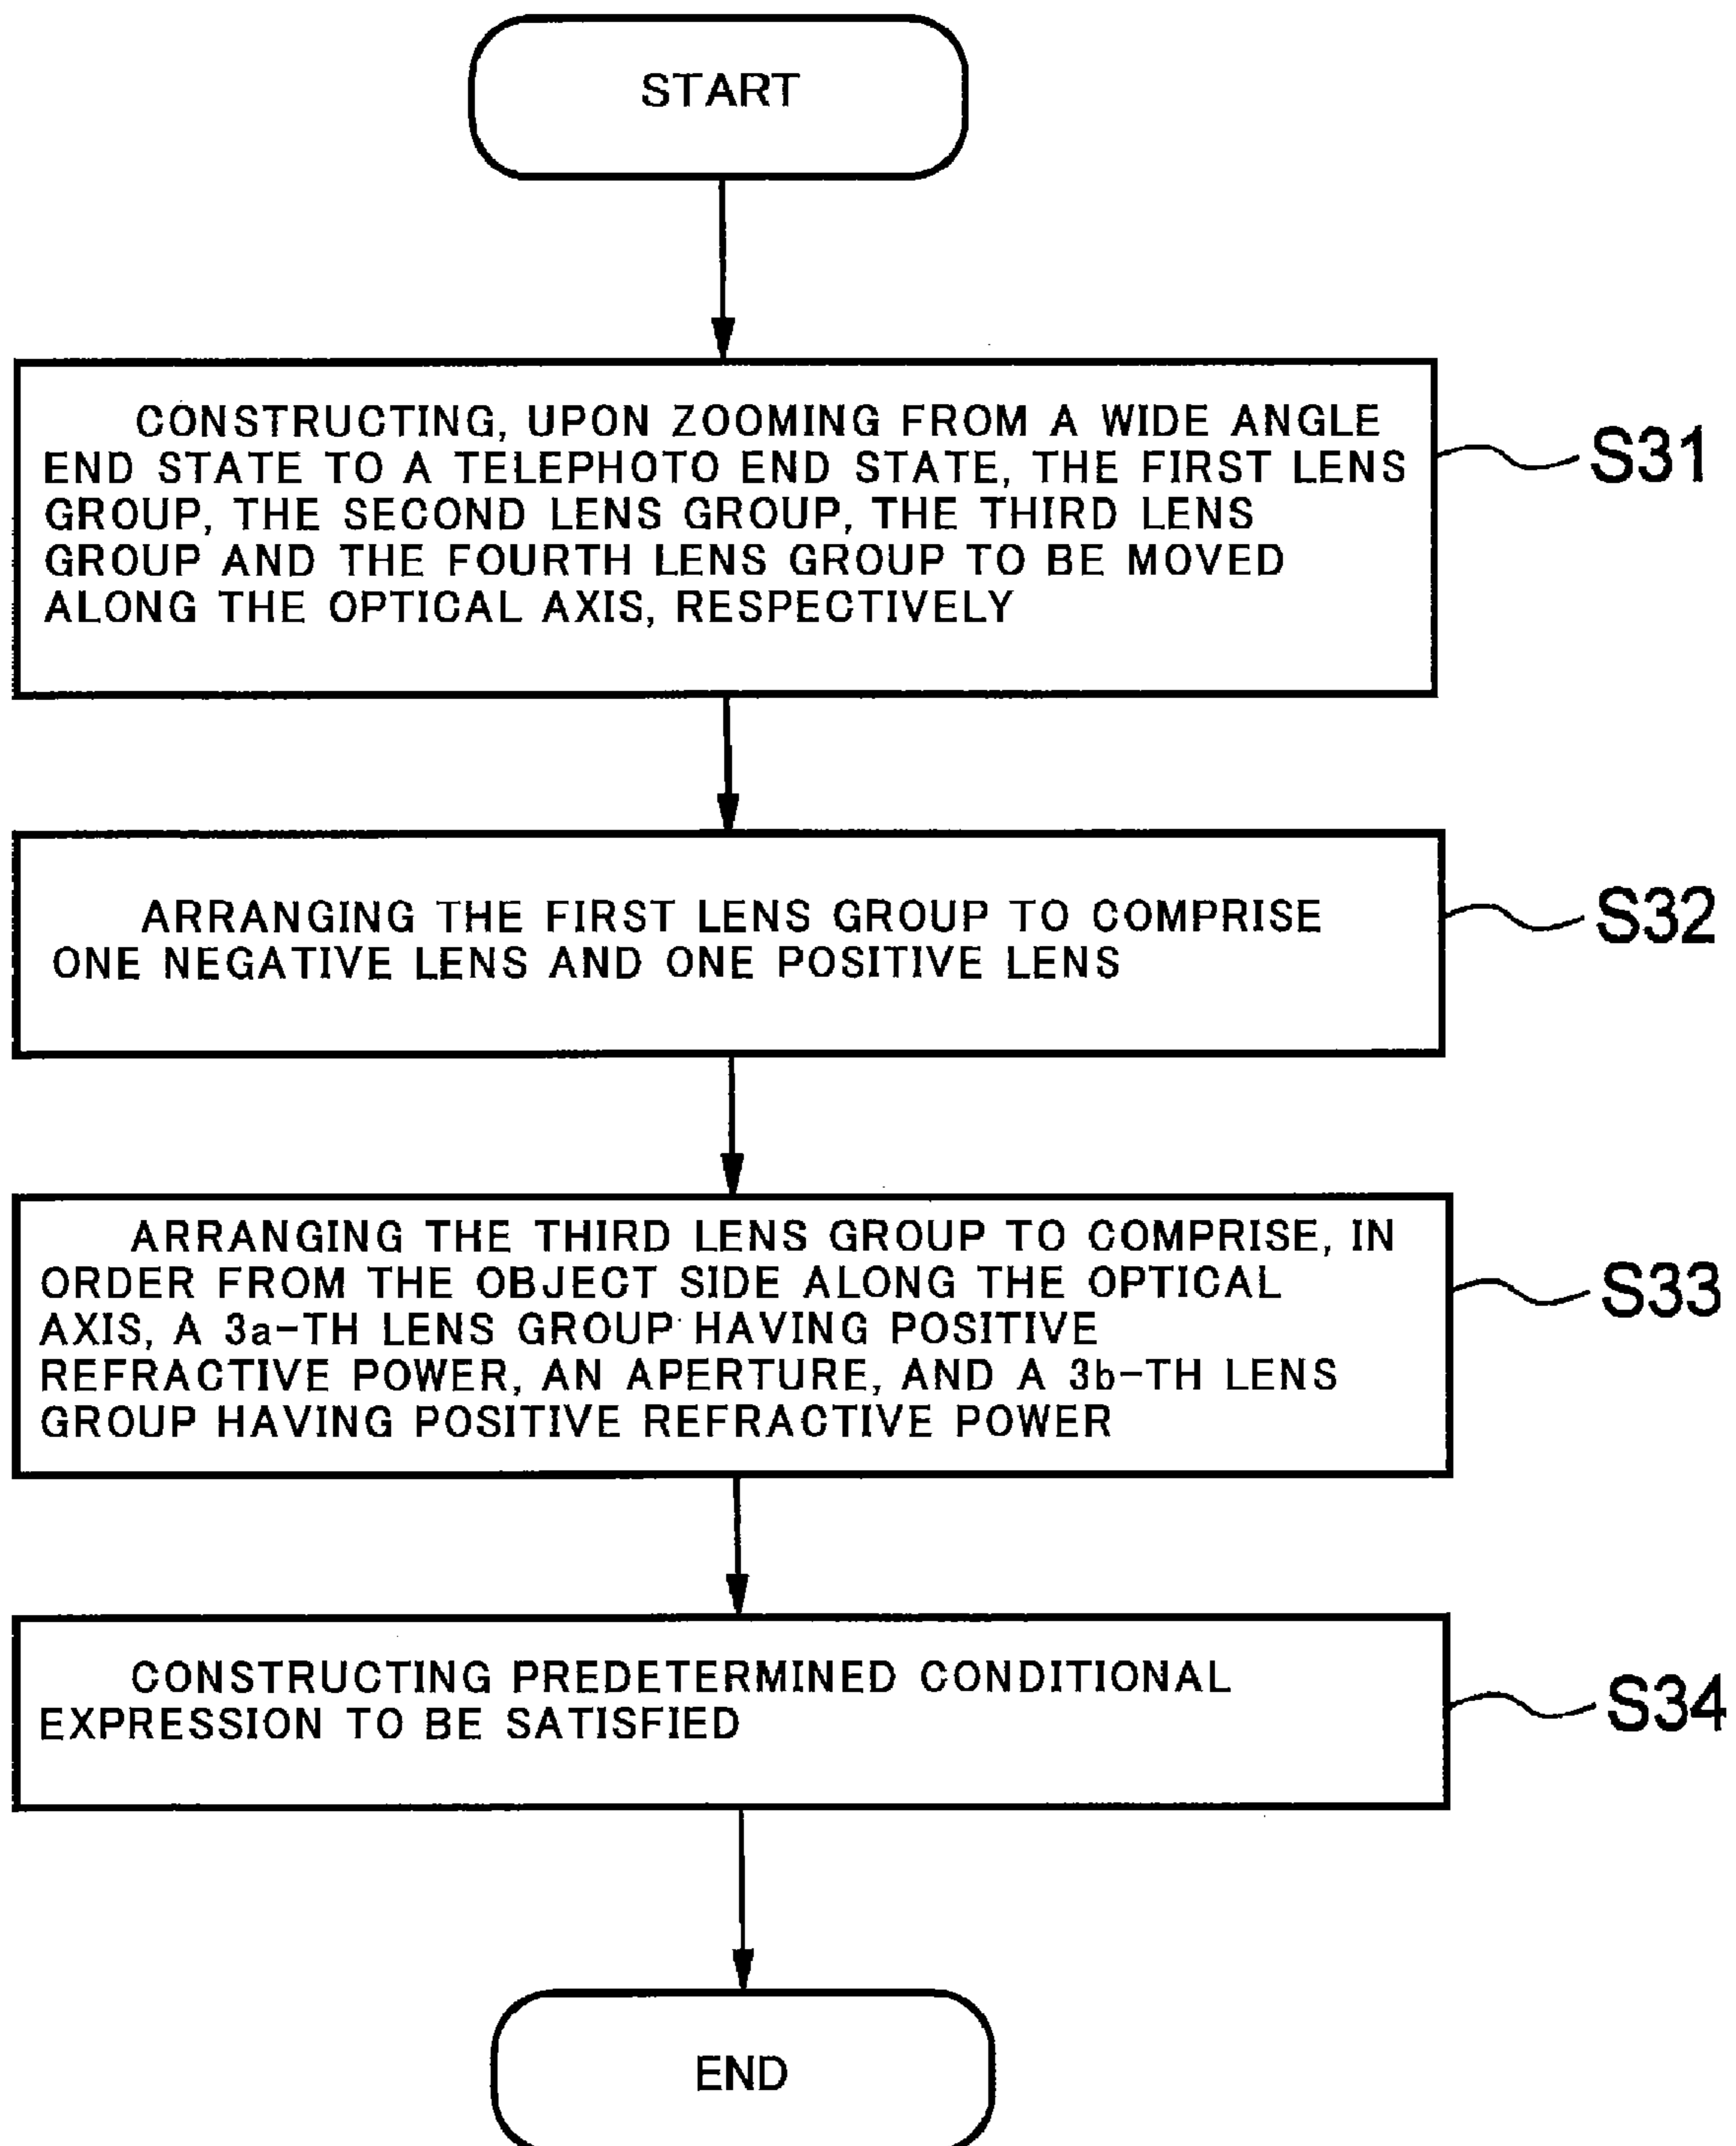 START
CONSTRUCTING, UPON ZOOMING FROM A WIDE ANGLE
END STATE TO A TELEPHOTO END STATE, THE FIRST LENS
GROUP, THE SECOND LENS GROUP, THE THIRD LENS
GROUP AND THE FOURTH LENS GROUP TO BE MOVED
ALONG THE OPTICAL AXIS, RESPECTIVELY
S31
ARRANGING THE FIRST LENS GROUP TO COMPRISE
ONE NEGATIVE LENS AND ONE POSITIVE LENS
S32
ARRANGING THE THIRD LENS GROUP TO COMPRISE, IN
ORDER FROM THE OBJECT SIDE ALONG THE OPTICAL
AXIS, A 3a-TH LENS GROUP HAVING POSITIVE
REFRACTIVE POWER, AN APERTURE, AND A 3b-TH LENS
GROUP HAVING POSITIVE REFRACTIVE POWER
S33
CONSTRUCTING PREDETERMINED CONDITIONAL
EXPRESSION TO BE SATISFIED
S34
END